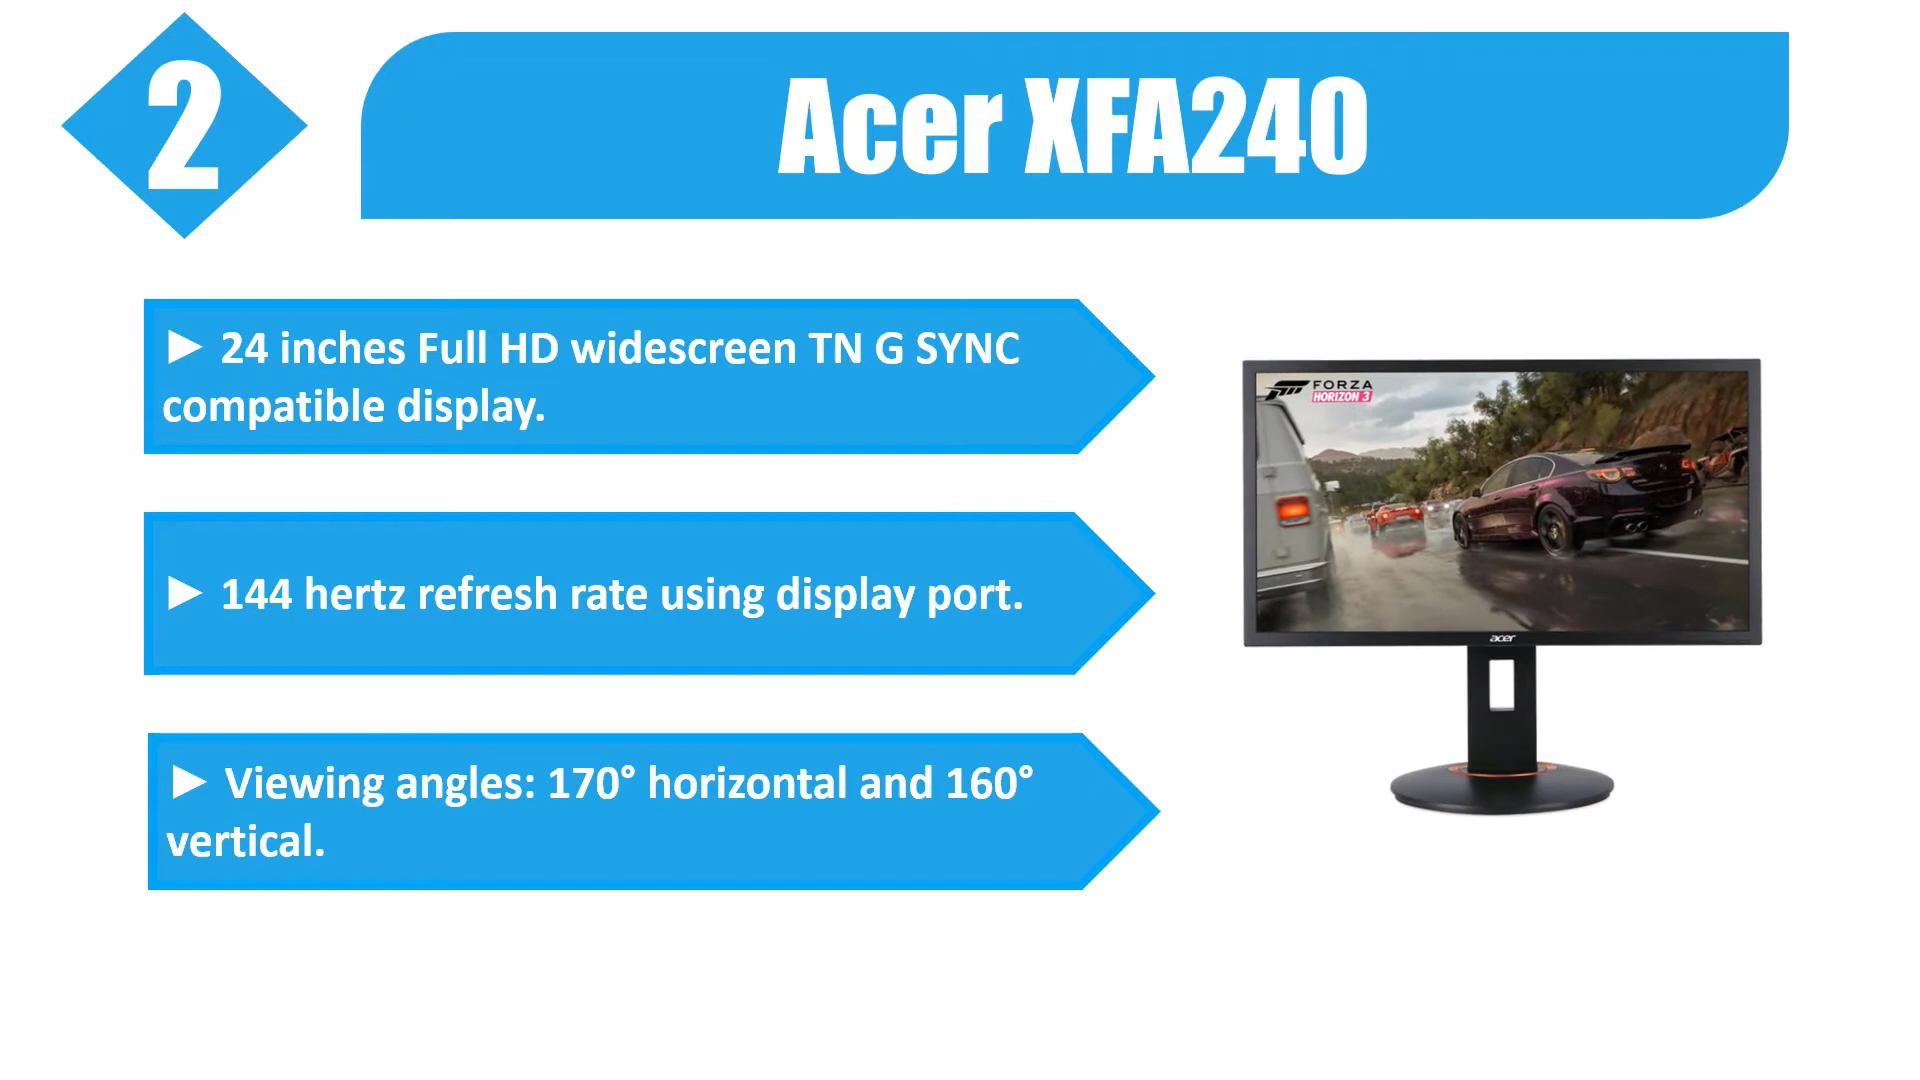 2
Acer XFA240
► 24 inches Full HD widescreen TN G SYNC
compatible display.
► 144 hertz refresh rate using display port.
► Viewing angles: 170° horizontal and 160°
vertical.
FORZA
HORIZON 3
acer